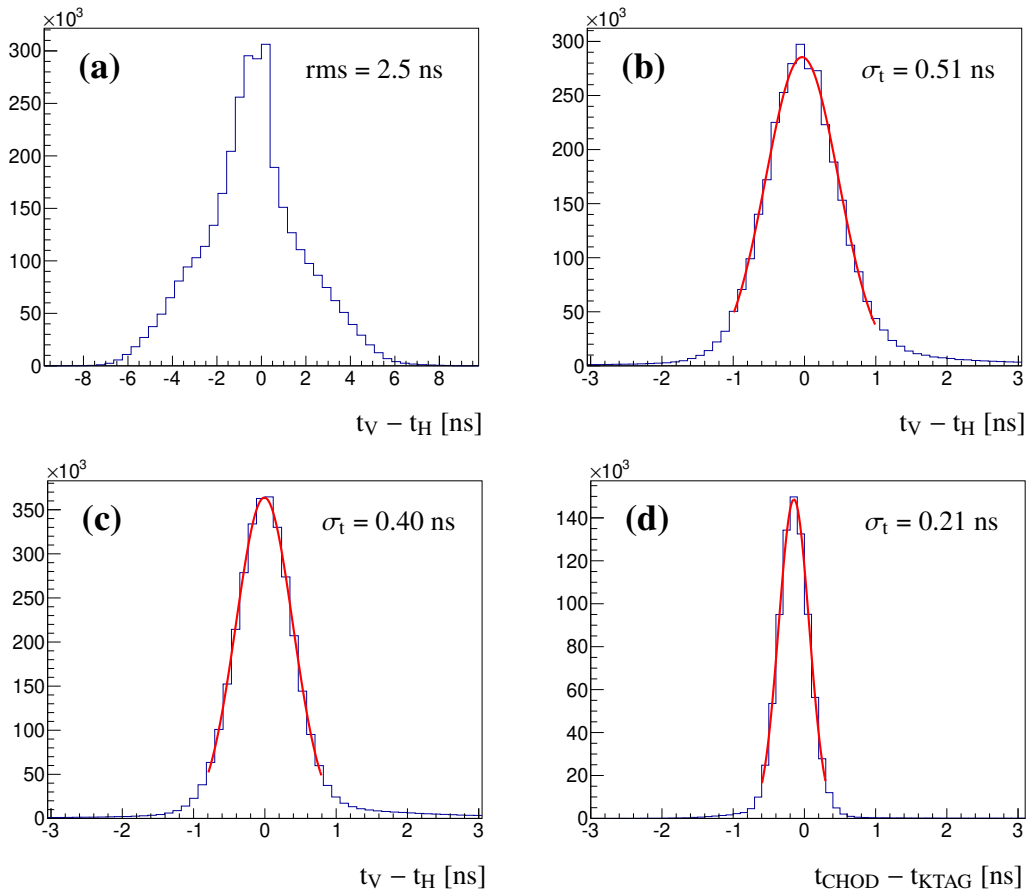 ×10³
(a)
rms = 2.5 ns
300
250
200
150
100
50
0
-8 -6 -4 -2 0 2 4 6 8
t_V − t_H [ns]
×10³
(b)
σ_t = 0.51 ns
300
250
200
150
100
50
0
-3 -2 -1 0 1 2 3
t_V − t_H [ns]
×10³
(c)
σ_t = 0.40 ns
350
300
250
200
150
100
50
0
-3 -2 -1 0 1 2 3
t_V − t_H [ns]
×10³
(d)
σ_t = 0.21 ns
140
120
100
80
60
40
20
0
-3 -2 -1 0 1 2 3
t_CHOD − t_KTAG [ns]